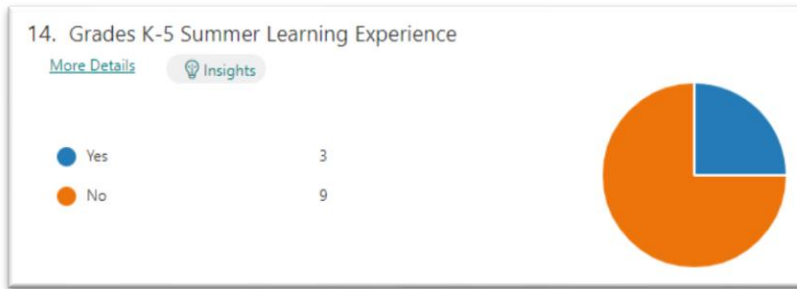 14. Grades K-5 Summer Learning Experience
More Details Insights
Yes 3
No 9